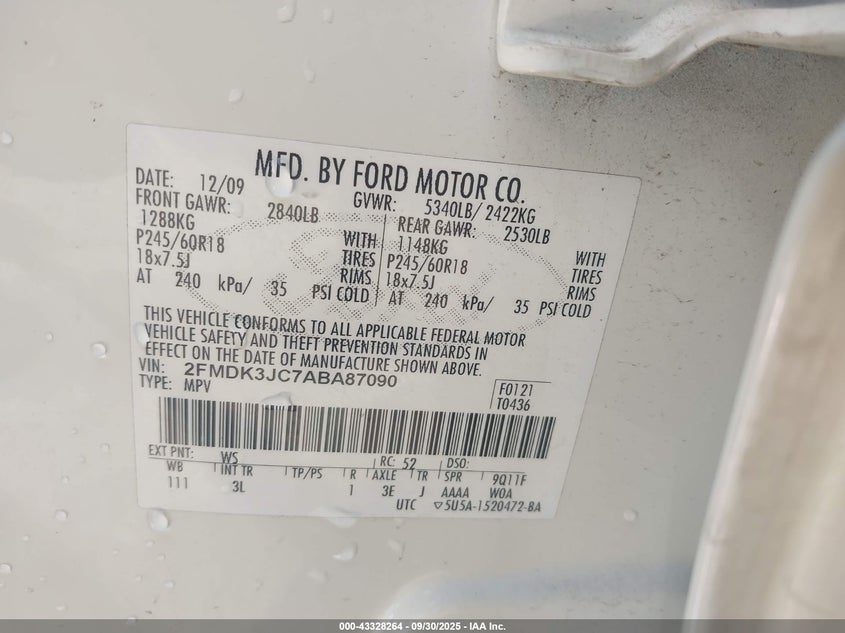 MFD. BY FORD MOTOR CO.
DATE: 12/09 GVWR: 5340LB/ 2422KG
FRONT GAWR: 2840LB REAR GAWR: 2530LB
1288KG WITH 1148KG WITH
P245/60R18 TIRES P245/60R18 TIRES
18x7.5J RIMS 18x7.5J RIMS
AT 240 kPa/ 35 PSI COLD AT 240 kPa/ 35 PSI COLD
THIS VEHICLE CONFORMS TO ALL APPLICABLE FEDERAL MOTOR
VEHICLE SAFETY AND THEFT PREVENTION STANDARDS IN
EFFECT ON THE DATE OF MANUFACTURE SHOWN ABOVE.
VIN: 2FMDK3JC7ABA87090
TYPE: MPV F0121
T0436
EXT PNT: WS RC: 52 DSO:
WB INT TR TP/PS R AXLE TR SPR 9Q11F
111 3L 1 3E J AAAA WOA
UTC ▽5U5A-1520472-BA
000-43328264 - 09/30/2025 - IAA Inc.